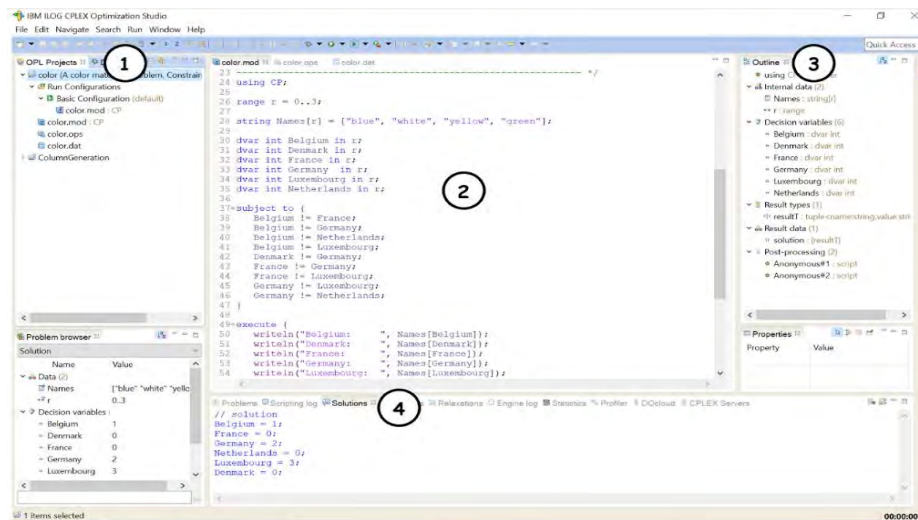 IBM ILOG CPLEX Optimization Studio
File Edit Navigate Search Run Window Help
Quick Access
OPL Projects
1
color (A color
Run Configurations
Basic Configuration (default)
color.mod : CP
color.mod : CP
color.ops
color.dat
ColumnGeneration
Problem browser
Solution
Name Value
Data (2)
Names ["blue" "white" "yello
r 0..3
Decision variables
Belgium 1
Denmark 0
France 0
Germany 2
Luxembourg 3
color.mod color.ops color.dat
23 */
24 using CP;
25
26 range r = 0..3;
27
28 string Names[r] = ["blue", "white", "yellow", "green"];
29
30 dvar int Belgium in r;
31 dvar int Denmark in r;
32 dvar int France in r;
33 dvar int Germany in r;
34 dvar int Luxembourg in r;
35 dvar int Netherlands in r;
36
37 subject to {
38 Belgium != France;
39 Belgium != Germany;
40 Belgium != Netherlands;
41 Belgium != Luxembourg;
42 Denmark != Germany;
43 France != Germany;
44 France != Luxembourg;
45 Germany != Luxembourg;
46 Germany != Netherlands;
47 }
48
49 execute {
50 writeln("Belgium: ", Names[Belgium]);
51 writeln("Denmark: ", Names[Denmark]);
52 writeln("France: ", Names[France]);
53 writeln("Germany: ", Names[Germany]);
54 writeln("Luxembourg: ", Names[Luxembourg]);
2
Outline
3
using
Internal data (2)
Names : string[r]
r : range
Decision variables (6)
Belgium : dvar int
Denmark : dvar int
France : dvar int
Germany : dvar int
Luxembourg : dvar int
Netherlands : dvar int
Result types (1)
resultT : tuple<name:string,value:stri
Result data (1)
solution : {resultT}
Post-processing (2)
Anonymous#1 : script
Anonymous#2 : script
Properties
Property Value
Problems Scripting log Solutions Relaxations Engine log Statistics Profiler DOcloud CPLEX Servers
4
// solution
Belgium = 1;
France = 0;
Germany = 2;
Netherlands = 0;
Luxembourg = 3;
Denmark = 0;
1 items selected
00:00:00